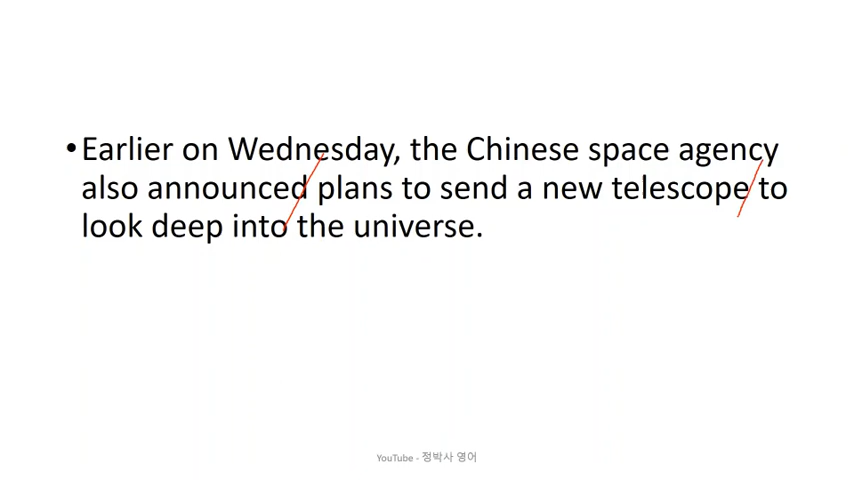 •Earlier on Wednesday, the Chinese space agency
also announced plans to send a new telescope to
look deep into the universe.
YouTube - 정박사 영어